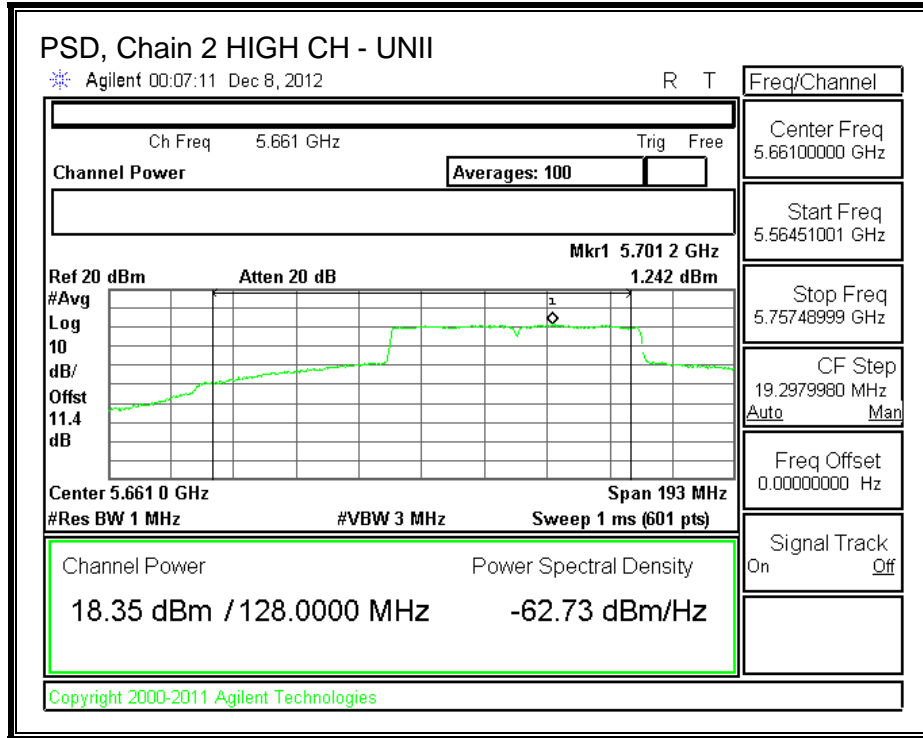 PSD, Chain 2 HIGH CH - UNII
Agilent 00:07:11 Dec 8, 2012 R T
Freq/Channel
Ch Freq 5.661 GHz Trig Free
Channel Power Averages: 100
Mkr1 5.701 2 GHz
Ref 20 dBm Atten 20 dB 1.242 dBm
#Avg
Log
10
dB/
Offst
11.4
dB
1
Center 5.661 0 GHz Span 193 MHz
#Res BW 1 MHz #VBW 3 MHz Sweep 1 ms (601 pts)
Channel Power Power Spectral Density
18.35 dBm / 128.0000 MHz -62.73 dBm/Hz
Center Freq
5.66100000 GHz
Start Freq
5.56451001 GHz
Stop Freq
5.75748999 GHz
CF Step
19.2979980 MHz
Auto Man
Freq Offset
0.00000000 Hz
Signal Track
On Off
Copyright 2000-2011 Agilent Technologies